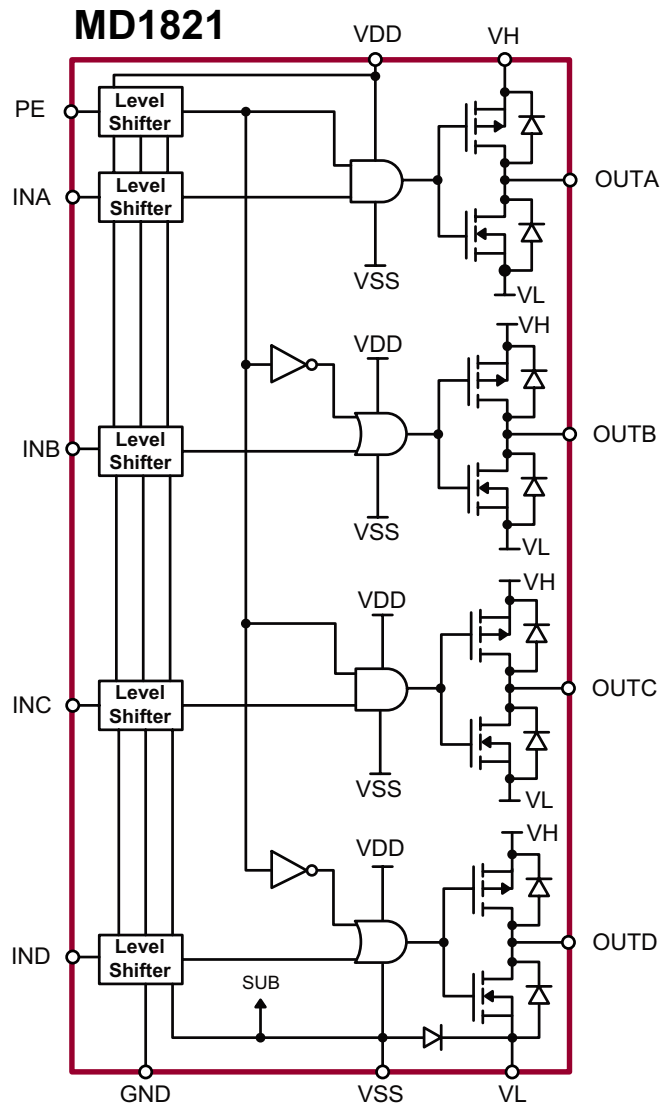 MD1821
VDD
VH
PE
Level
Shifter
INA
Level
Shifter
OUTA
VSS
VL
VH
VDD
INB
Level
Shifter
OUTB
VSS
VL
VH
VDD
INC
Level
Shifter
OUTC
VSS
VL
VH
VDD
IND
Level
Shifter
OUTD
SUB
GND
VSS
VL